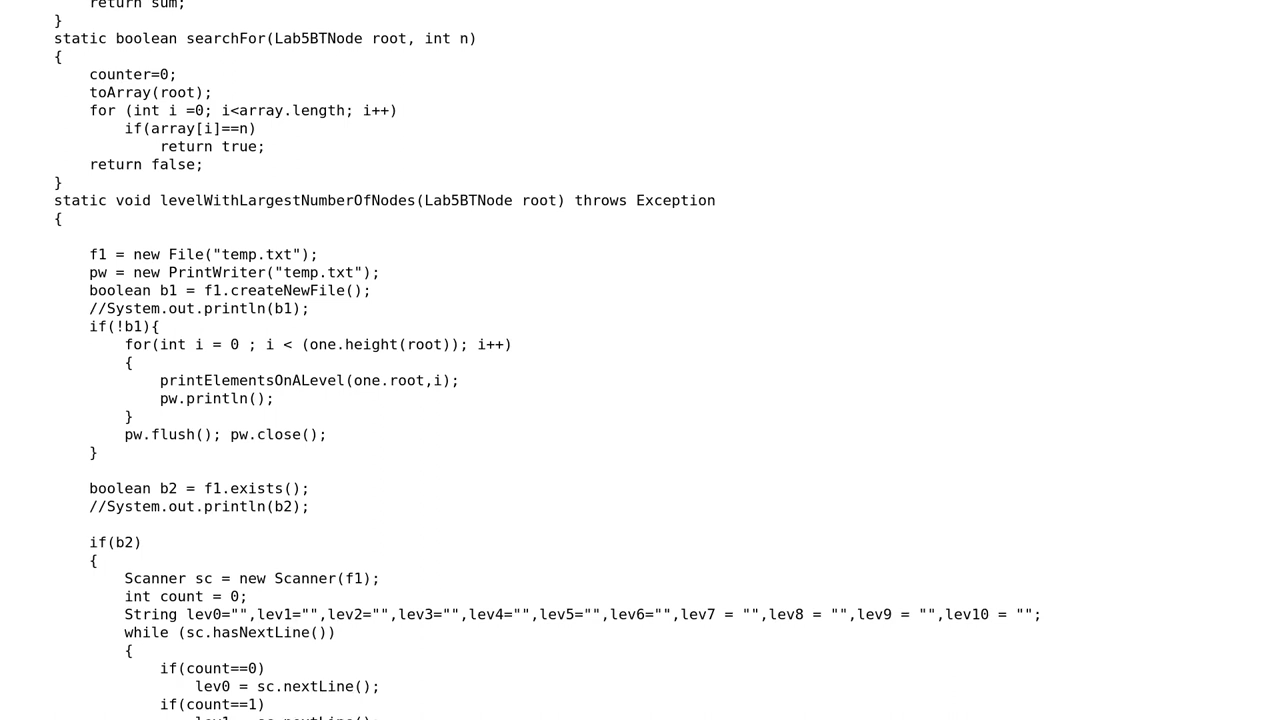 return sum;
}
static boolean searchFor(Lab5BTNode root, int n)
{
counter=0;
toArray(root);
for (int i =0; i<array.length; i++)
if(array[i]==n)
return true;
return false;
}
static void levelWithLargestNumberOfNodes(Lab5BTNode root) throws Exception
{
f1 = new File("temp.txt");
pw = new PrintWriter("temp.txt");
boolean b1 = f1.createNewFile();
//System.out.println(b1);
if(!b1){
for(int i = 0 ; i < (one.height(root)); i++)
{
printElementsOnALevel(one.root,i);
pw.println();
}
pw.flush(); pw.close();
}
boolean b2 = f1.exists();
//System.out.println(b2);
if(b2)
{
Scanner sc = new Scanner(f1);
int count = 0;
String lev0="",lev1="",lev2="",lev3="",lev4="",lev5="",lev6="",lev7 = "",lev8 = "",lev9 = "",lev10 = "";
while (sc.hasNextLine())
{
if(count==0)
lev0 = sc.nextLine();
if(count==1)
lev1 = sc.nextLine();